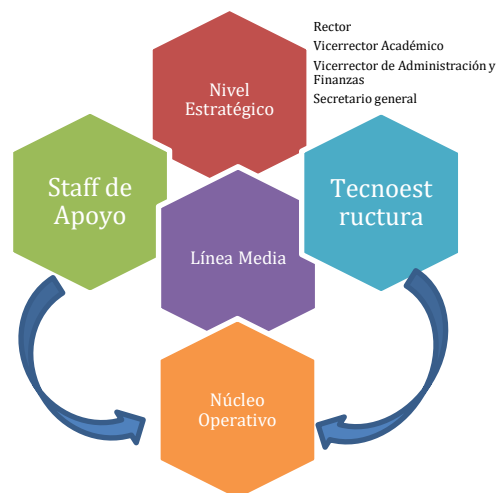 Rector
Vicerrector Académico
Vicerrector de Administración y
Finanzas
Secretario general
Nivel
Estratégico
Staff de
Apoyo
Tecnoest
ructura
Línea Media
Núcleo
Operativo